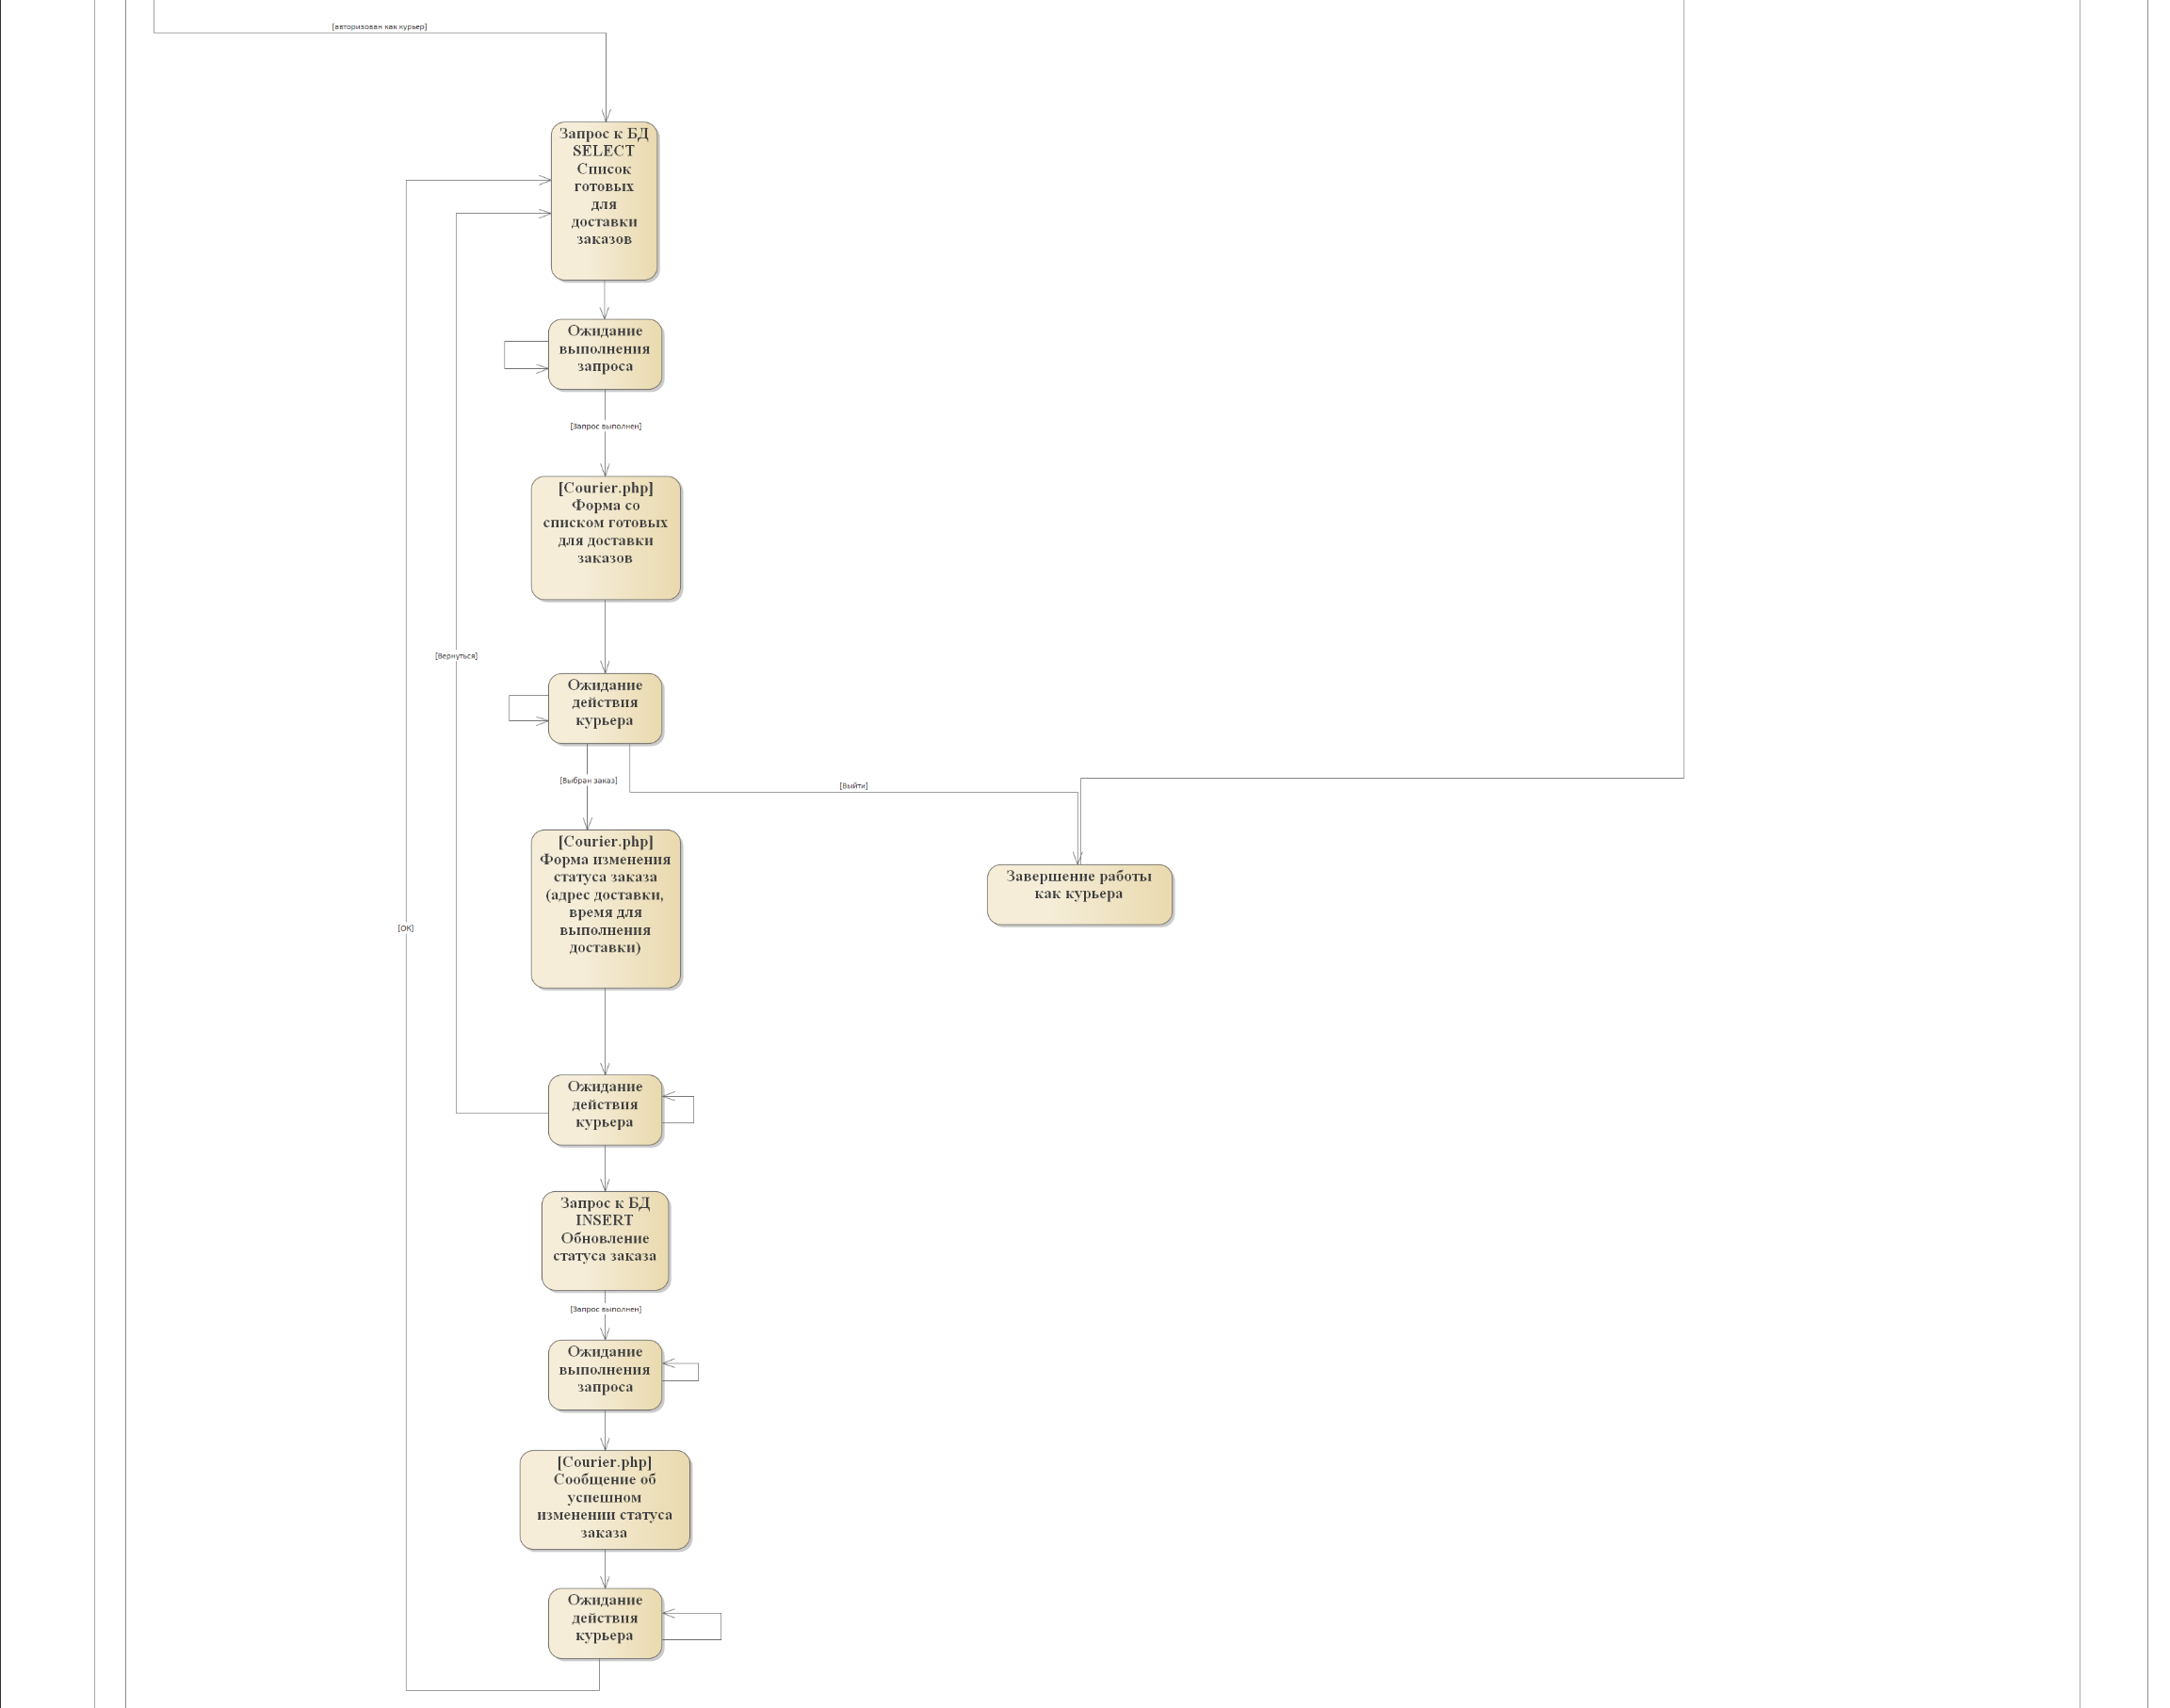 [авторизован как курьер]
Запрос к БД
SELECT
Список
готовых
для
доставки
заказов
Ожидание
выполнения
запроса
[Запрос выполнен]
[Courier.php]
Форма со
списком готовых
для доставки
заказов
[Вернуться]
Ожидание
действия
курьера
[Выбран заказ]
[Выйти]
[Courier.php]
Форма изменения
статуса заказа
(адрес доставки,
время для
выполнения
доставки)
Завершение работы
как курьера
[OK]
Ожидание
действия
курьера
Запрос к БД
INSERT
Обновление
статуса заказа
[Запрос выполнен]
Ожидание
выполнения
запроса
[Courier.php]
Сообщение об
успешном
изменении статуса
заказа
Ожидание
действия
курьера